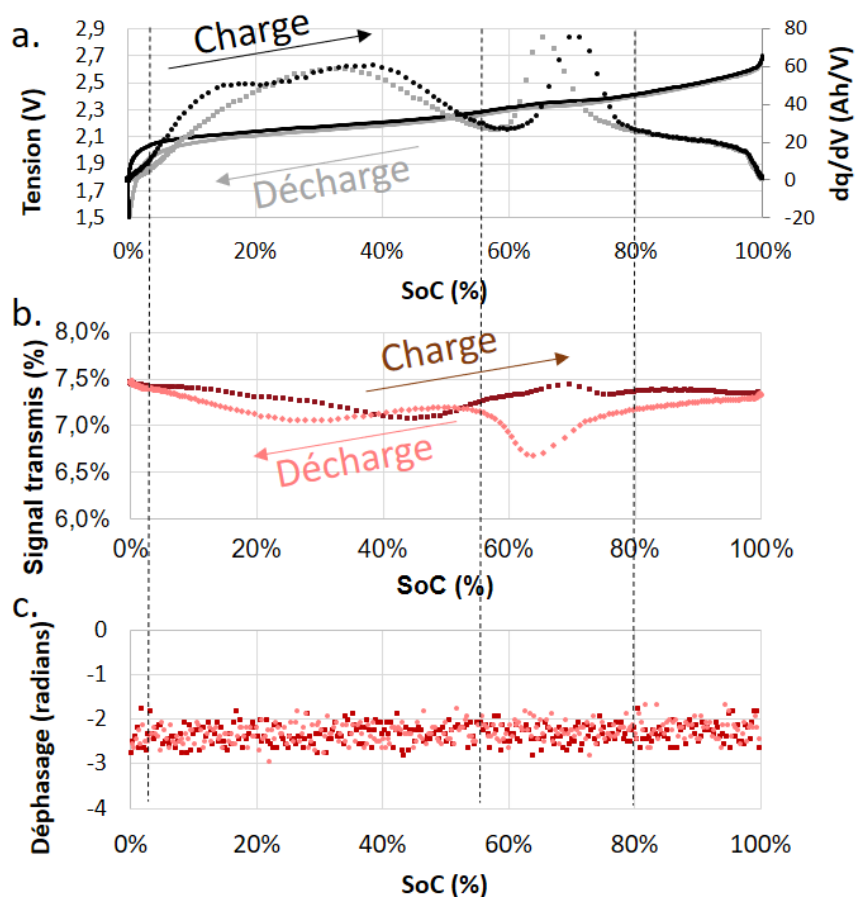 a.
Tension (V)
2,9
2,7
2,5
2,3
2,1
1,9
1,7
1,5
Charge
Décharge
80
60
40
20
0
-20
dq/dV (Ah/V)
0% 20% 40% 60% 80% 100%
SoC (%)
b.
Signal transmis (%)
8,0%
7,5%
7,0%
6,5%
6,0%
Charge
Décharge
0% 20% 40% 60% 80% 100%
SoC (%)
c.
Déphasage (radians)
0
-1
-2
-3
-4
0% 20% 40% 60% 80% 100%
SoC (%)